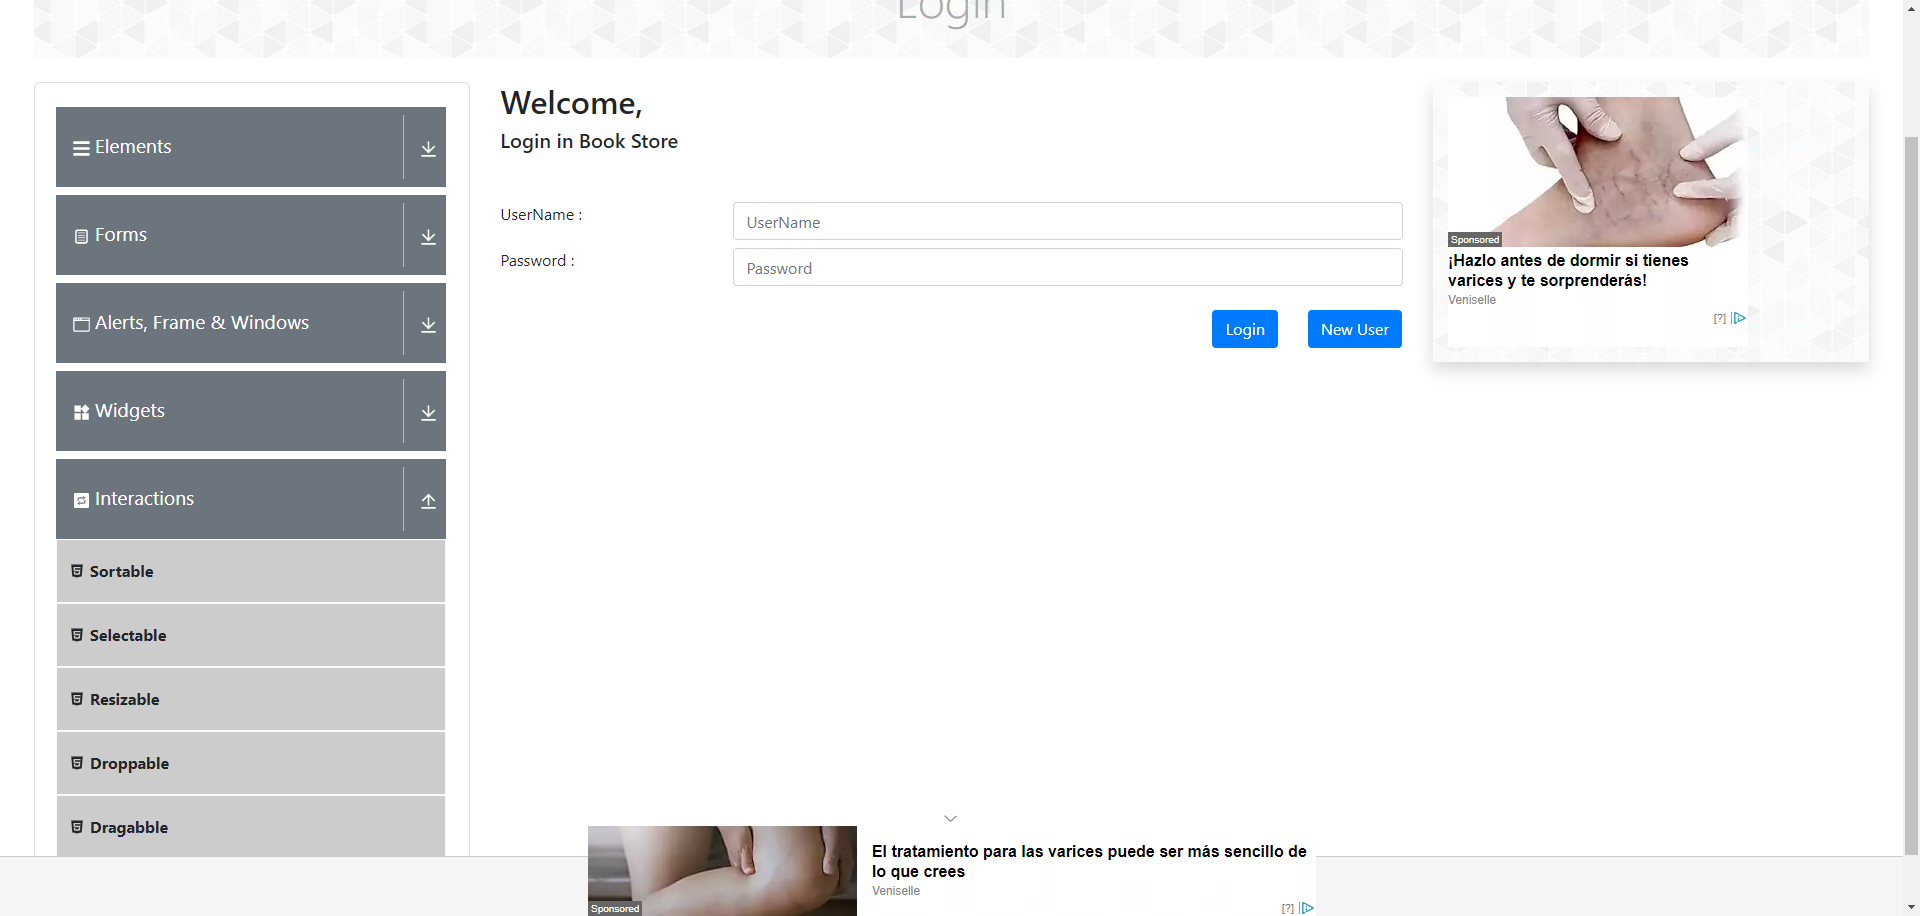 Login
Elements
Forms
Alerts, Frame & Windows
Widgets
Interactions
Sortable
Selectable
Resizable
Droppable
Dragabble
Welcome,
Login in Book Store
UserName :
UserName
Password :
Password
Login
New User
Sponsored
¡Hazlo antes de dormir si tienes
varices y te sorprenderás!
Veniselle
[?]
El tratamiento para las varices puede ser más sencillo de
lo que crees
Veniselle
Sponsored
[?]